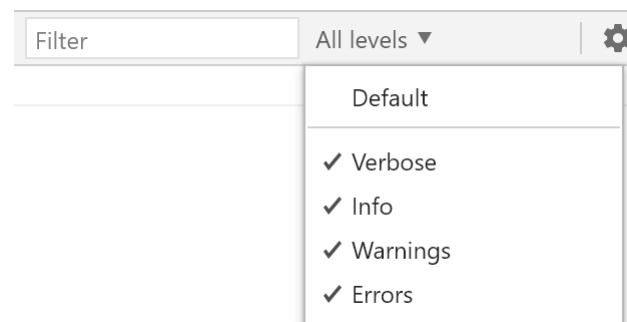 Filter
All levels ▼
Default
✓ Verbose
✓ Info
✓ Warnings
✓ Errors